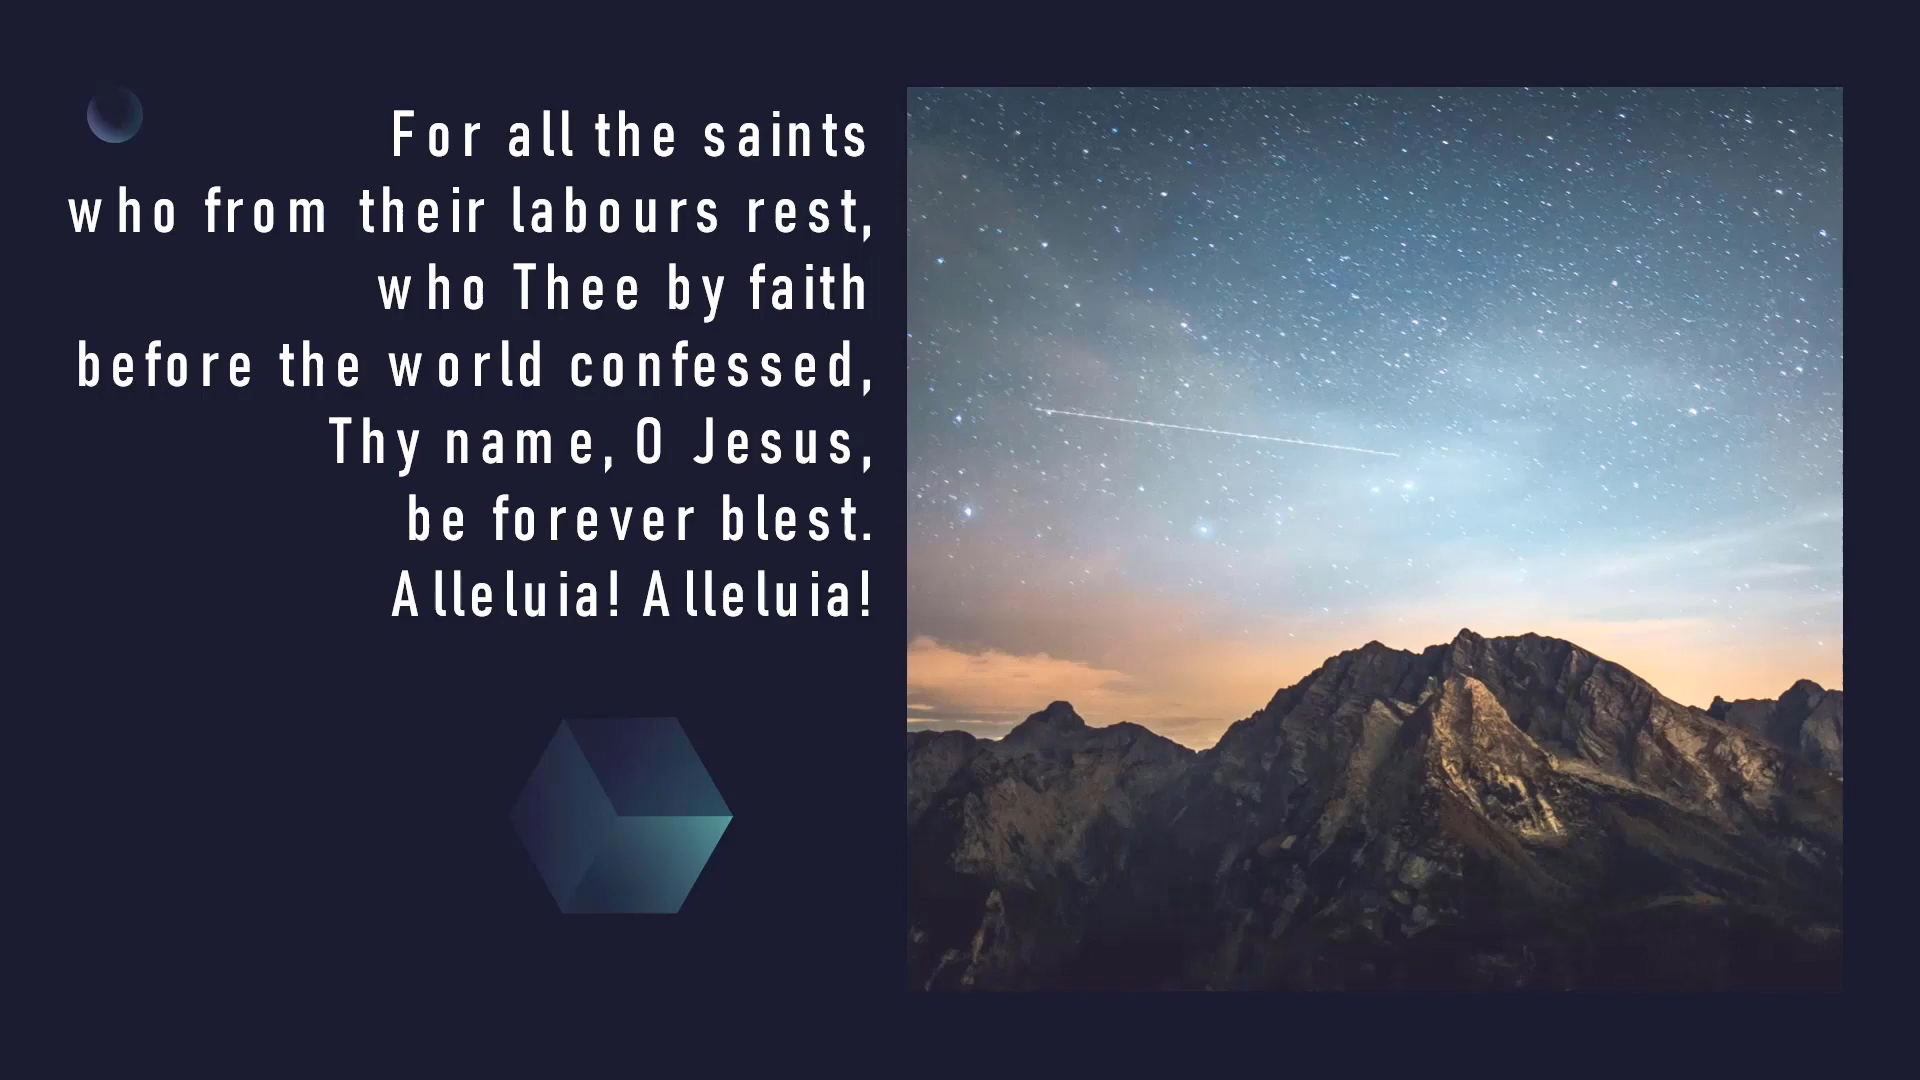 For all the saints
who from their labours rest,
who Thee by faith
before the world confessed,
Thy name, O Jesus,
be forever blest.
Alleluia! Alleluia!